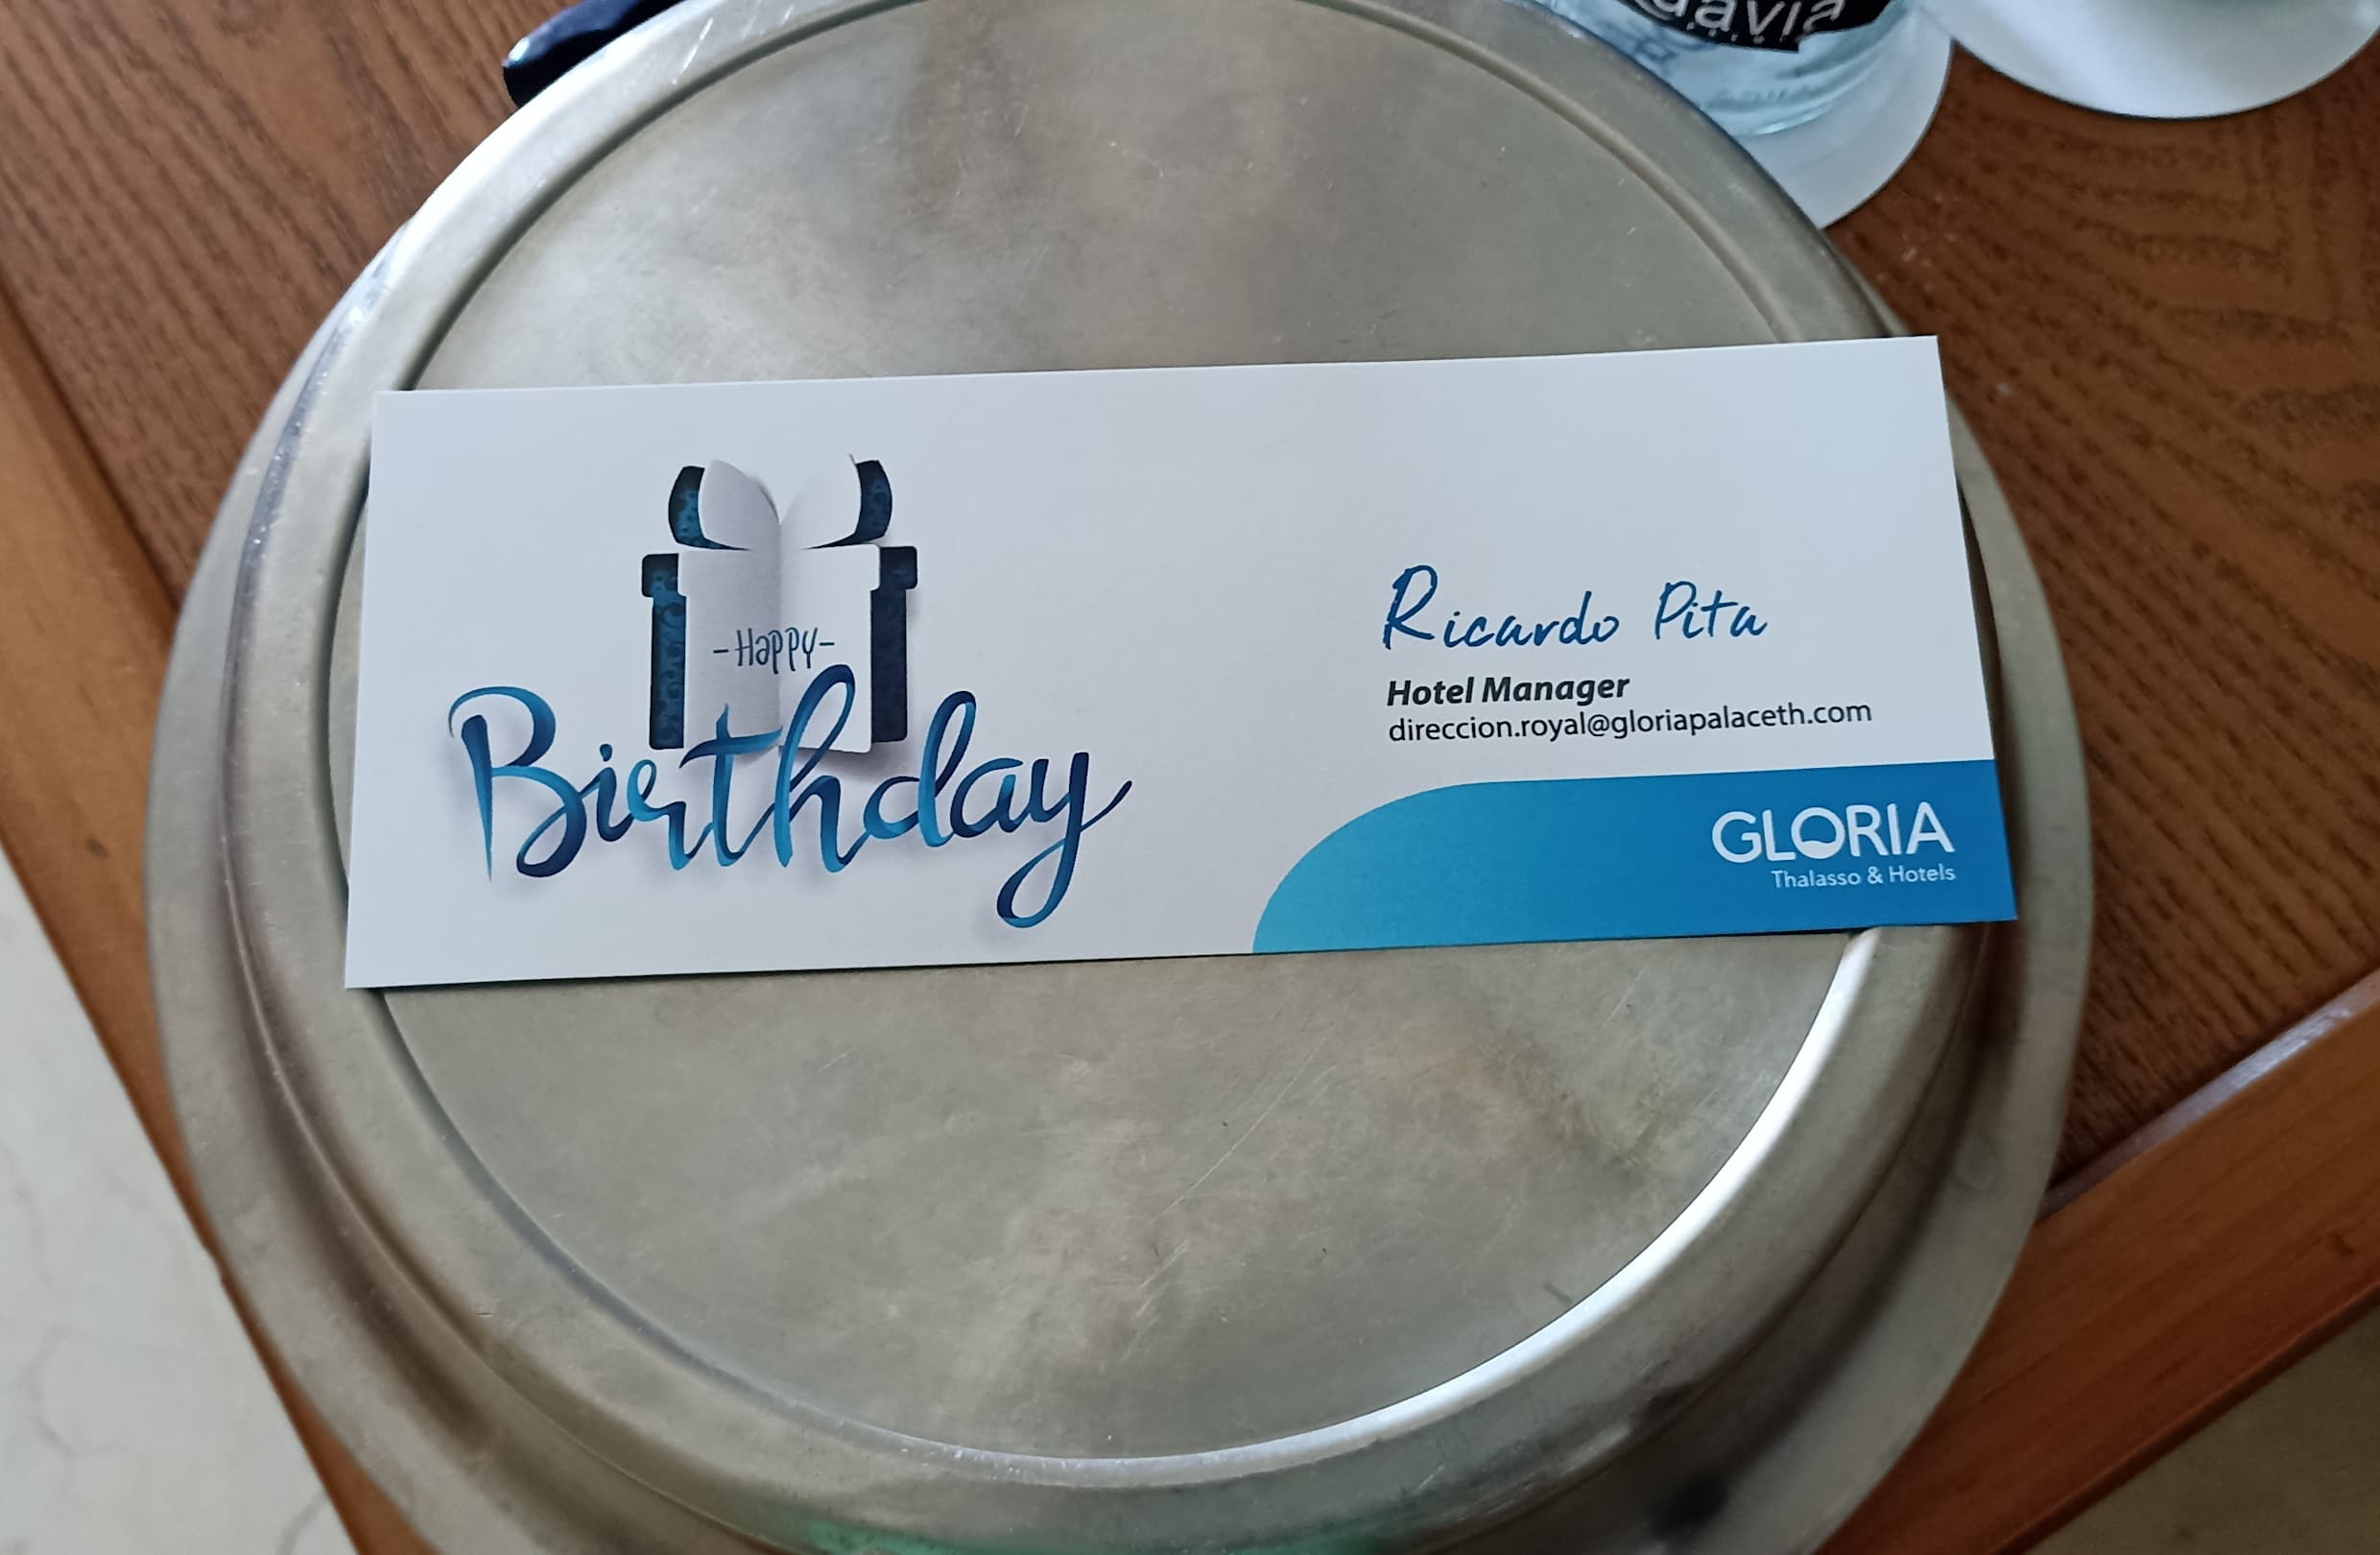 -Happy-
Birthday
Ricardo Pita
Hotel Manager
direccion.royal@gloriapalaceth.com
GLORIA
Thalasso & Hotels